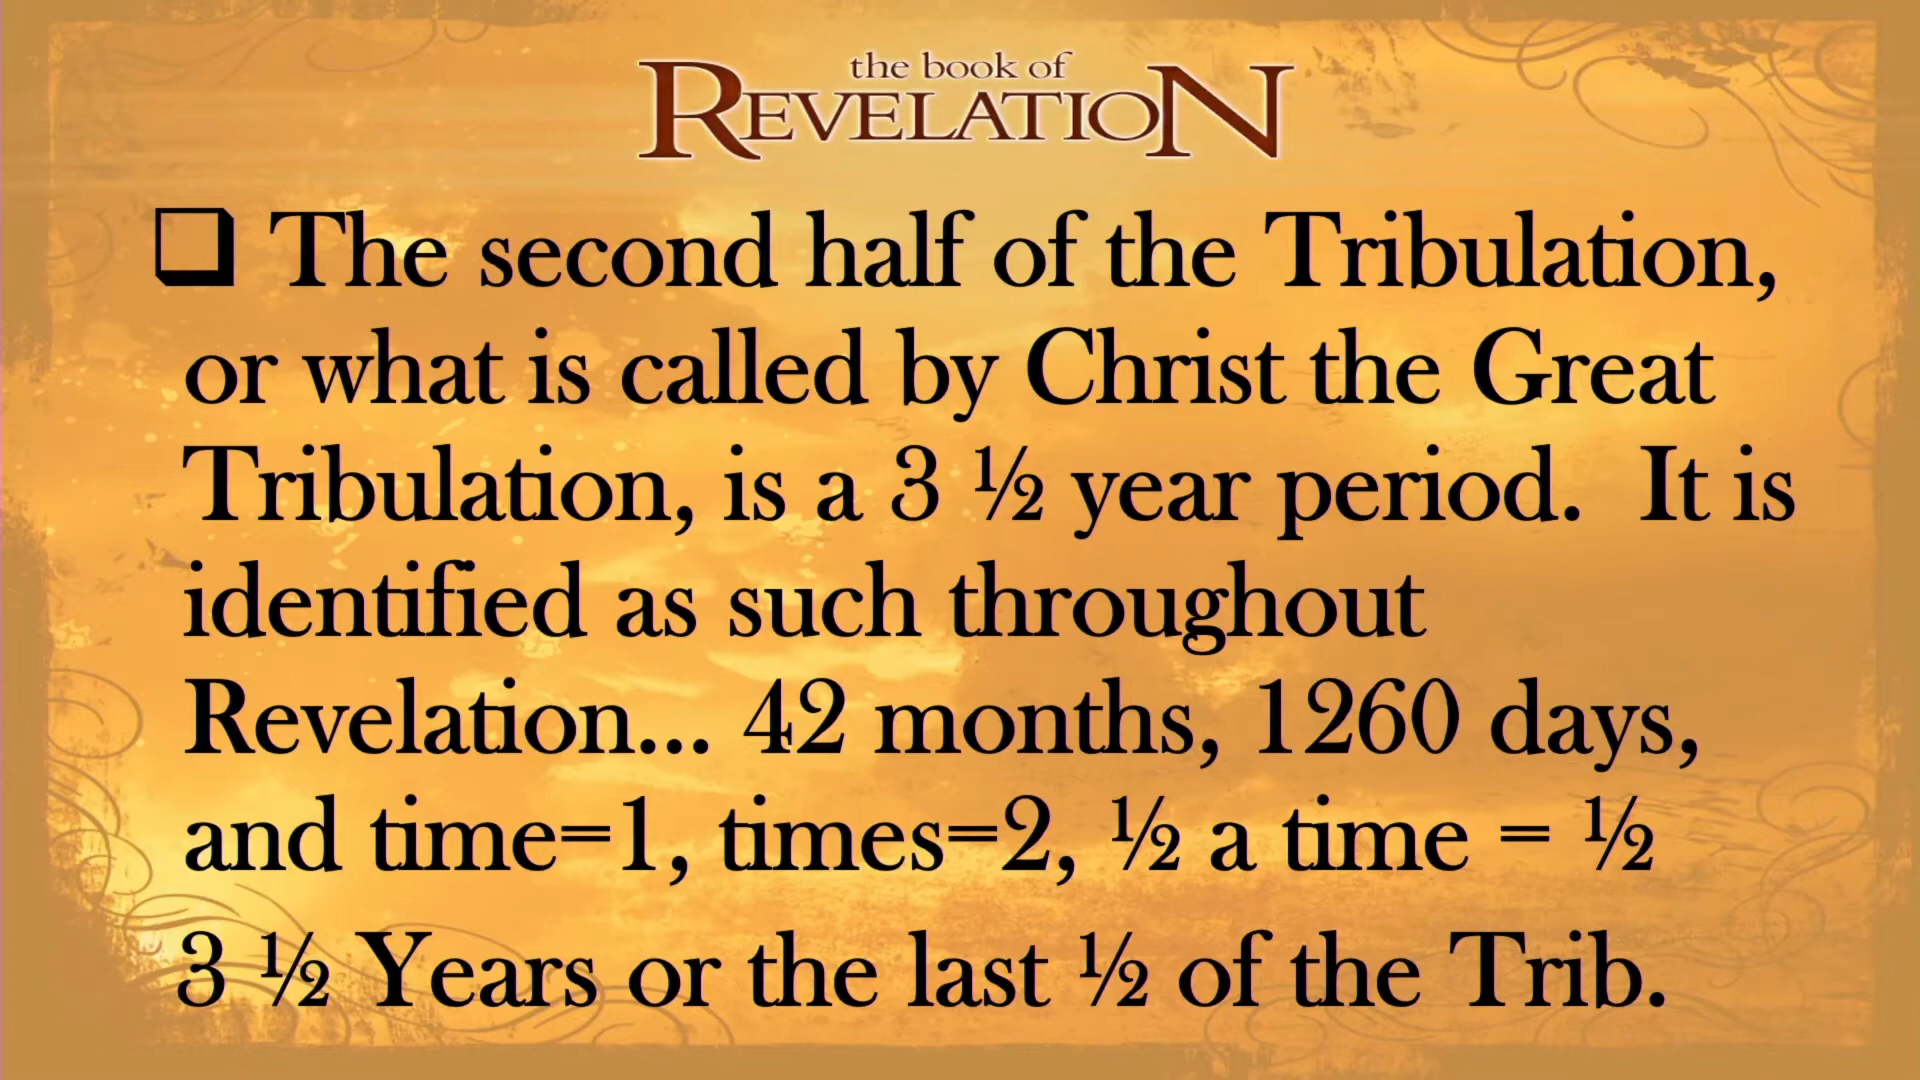 the book of
REVELATION
❑ The second half of the Tribulation,
or what is called by Christ the Great
Tribulation, is a 3 ½ year period.  It is
identified as such throughout
Revelation... 42 months, 1260 days,
and time=1, times=2, ½ a time = ½
3 ½ Years or the last ½ of the Trib.